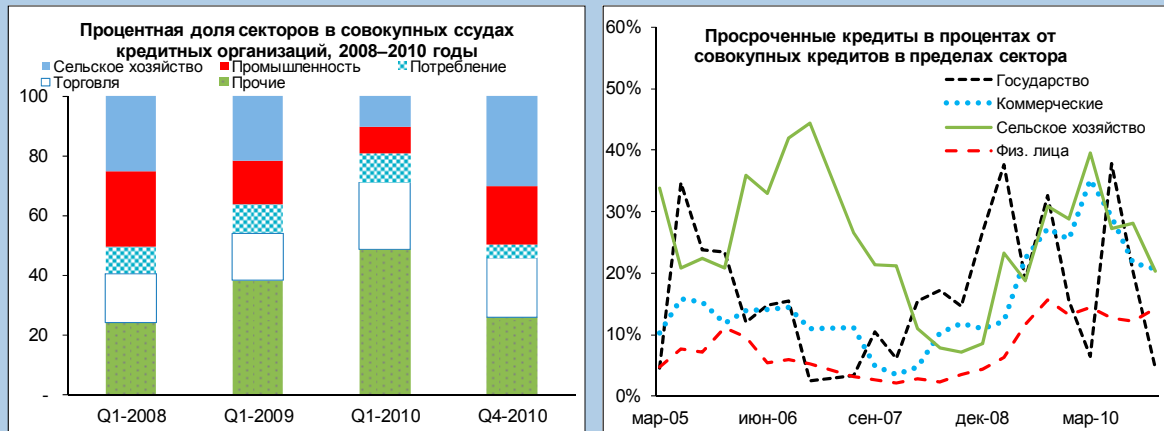 Процентная доля секторов в совокупных ссудах
кредитных организаций, 2008–2010 годы
Сельское хозяйство Промышленность Потребление
Торговля Прочие
100
80
60
40
20
-
Q1-2008 Q1-2009 Q1-2010 Q4-2010
Просроченные кредиты в процентах от
совокупных кредитов в пределах сектора
Государство
Коммерческие
Сельское хозяйство
Физ. лица
60%
50%
40%
30%
20%
10%
0%
мар-05 июн-06 сен-07 дек-08 мар-10